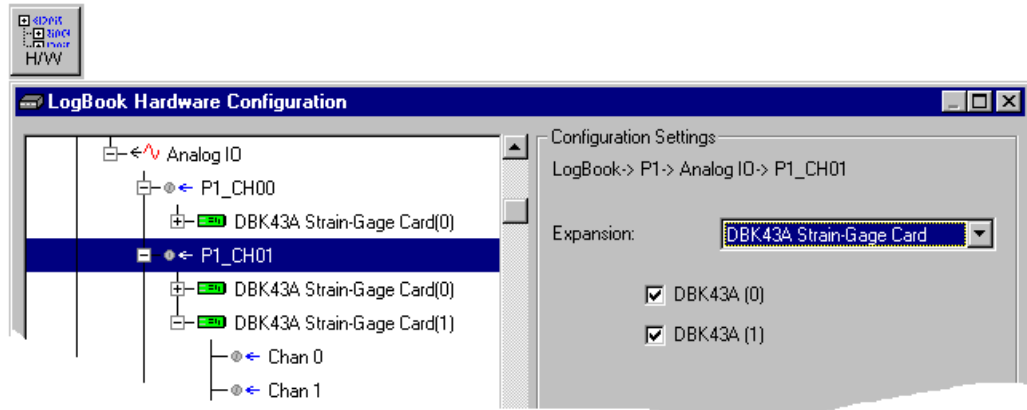 H/W
LogBook Hardware Configuration
Analog IO
P1_CH00
DBK43A Strain-Gage Card(0)
P1_CH01
DBK43A Strain-Gage Card(0)
DBK43A Strain-Gage Card(1)
Chan 0
Chan 1
Configuration Settings
LogBook-> P1-> Analog IO-> P1_CH01
Expansion: DBK43A Strain-Gage Card
DBK43A (0)
DBK43A (1)